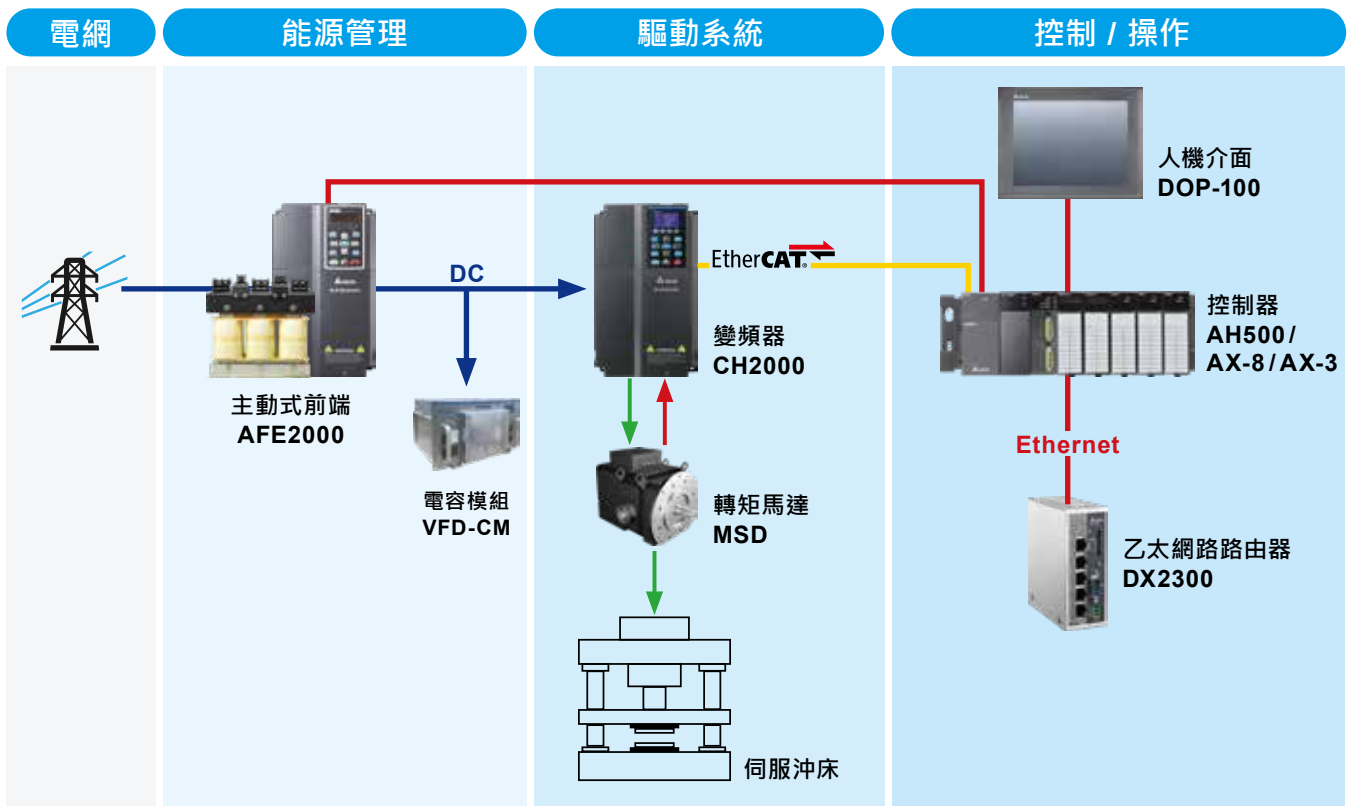 電網
能源管理
驅動系統
控制 / 操作
人機介面
DOP-100
EtherCAT®
DC
控制器
AH500 /
AX-8 / AX-3
變頻器
CH2000
主動式前端
AFE2000
Ethernet
電容模組
VFD-CM
轉矩馬達
MSD
乙太網路路由器
DX2300
伺服沖床